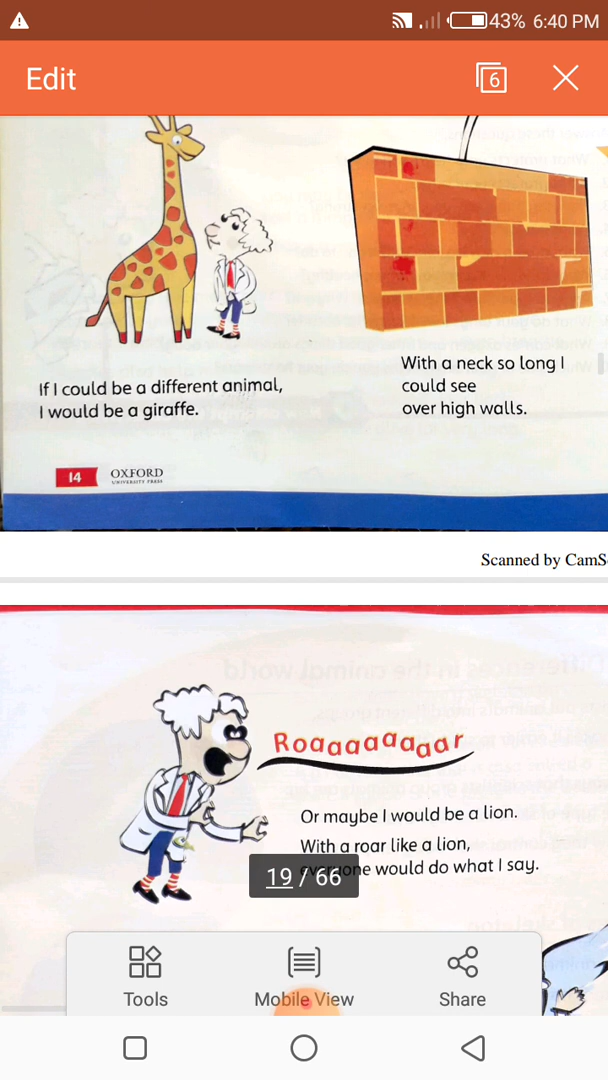 43% 6:40 PM
Edit
6
If I could be a different animal,
I would be a giraffe.
With a neck so long I
could see
over high walls.
14
OXFORD
UNIVERSITY PRESS
Scanned by CamS
Roaaaaaaaar
Or maybe I would be a lion.
With a roar like a lion,
everyone would do what I say.
19 / 66
Tools
Mobile View
Share